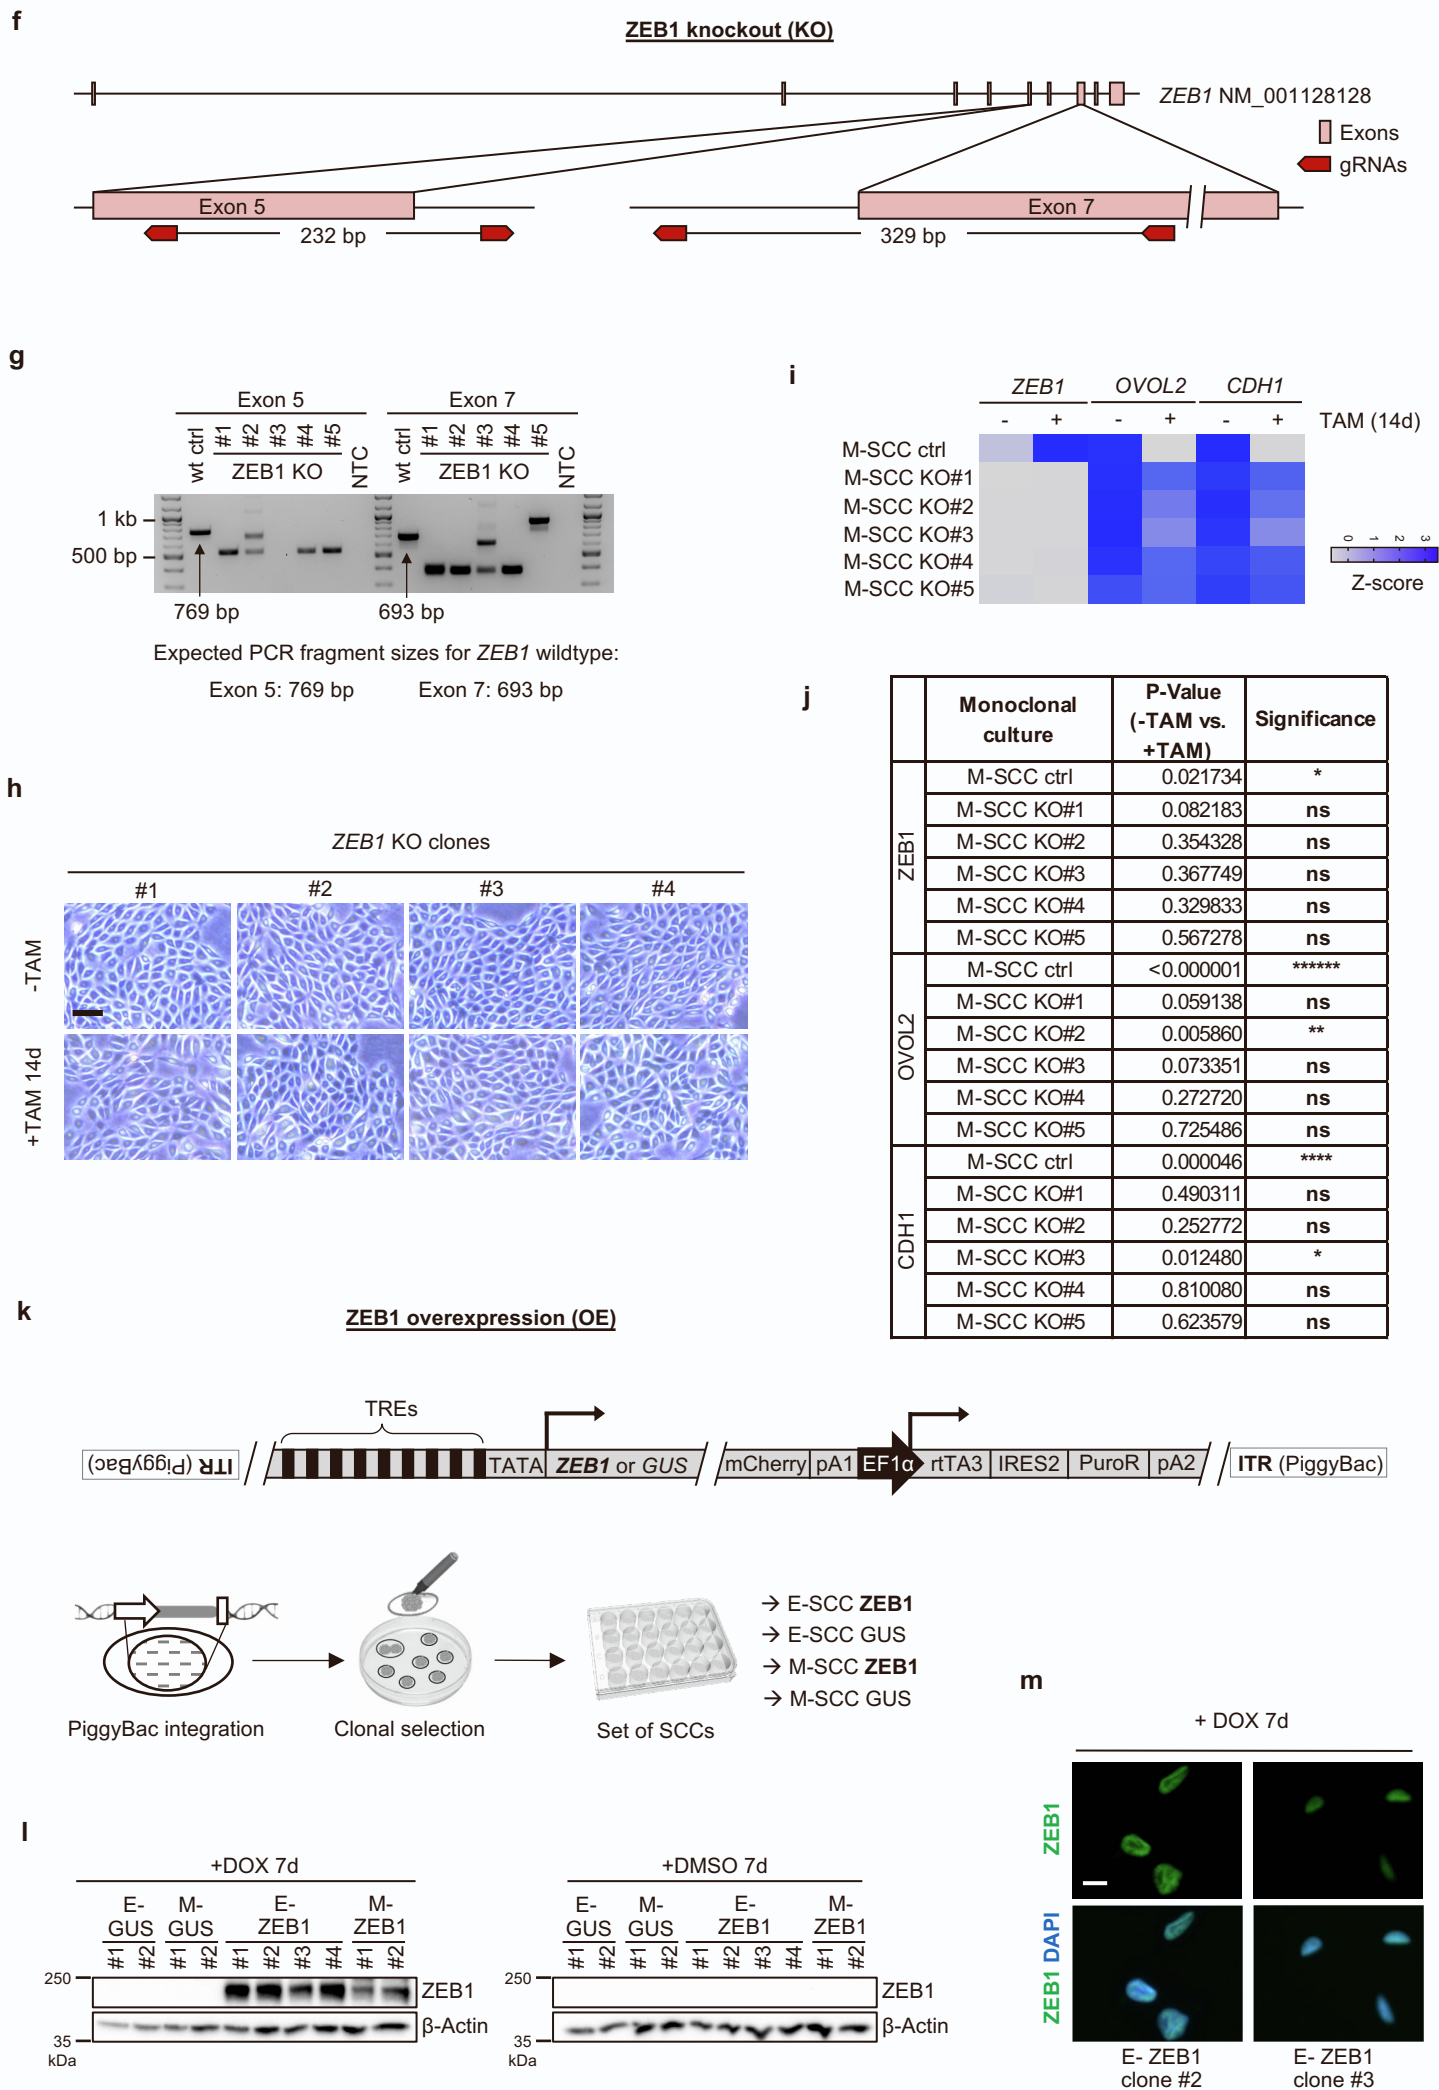 f
ZEB1 knockout (KO)
ZEB1 NM_001128128
Exons
gRNAs
Exon 5
Exon 7
232 bp
329 bp
g
Exon 5
Exon 7
wt ctrl
#1
#2
#3
#4
#5
NTC
wt ctrl
#1
#2
#3
#4
#5
NTC
ZEB1 KO
ZEB1 KO
1 kb
500 bp
769 bp
693 bp
Expected PCR fragment sizes for ZEB1 wildtype:
Exon 5: 769 bp
Exon 7: 693 bp
h
ZEB1 KO clones
#1
#2
#3
#4
-TAM
+TAM 14d
i
ZEB1 OVOL2 CDH1
- + - + - + TAM (14d)
M-SCC ctrl
M-SCC KO#1
M-SCC KO#2
M-SCC KO#3
M-SCC KO#4
M-SCC KO#5
0 1 2 3
Z-score
j
Monoclonal culture P-Value (-TAM vs. +TAM) Significance
ZEB1
M-SCC ctrl 0.021734 *
M-SCC KO#1 0.082183 ns
M-SCC KO#2 0.354328 ns
M-SCC KO#3 0.367749 ns
M-SCC KO#4 0.329833 ns
M-SCC KO#5 0.567278 ns
OVOL2
M-SCC ctrl <0.000001 ******
M-SCC KO#1 0.059138 ns
M-SCC KO#2 0.005860 **
M-SCC KO#3 0.073351 ns
M-SCC KO#4 0.272720 ns
M-SCC KO#5 0.725486 ns
CDH1
M-SCC ctrl 0.000046 ****
M-SCC KO#1 0.490311 ns
M-SCC KO#2 0.252772 ns
M-SCC KO#3 0.012480 *
M-SCC KO#4 0.810080 ns
M-SCC KO#5 0.623579 ns
k
ZEB1 overexpression (OE)
TREs
ITR (PiggyBac)
TATA ZEB1 or GUS
mCherry pA1 EF1α rtTA3 IRES2 PuroR pA2
ITR (PiggyBac)
→ E-SCC ZEB1
→ E-SCC GUS
→ M-SCC ZEB1
→ M-SCC GUS
PiggyBac integration
Clonal selection
Set of SCCs
l
+DOX 7d
E-GUS
M-GUS
E-ZEB1
M-ZEB1
#1 #2 #1 #2 #1 #2 #3 #4 #1 #2
250
ZEB1
β-Actin
35
kDa
+DMSO 7d
E-GUS
M-GUS
E-ZEB1
M-ZEB1
#1 #2 #1 #2 #1 #2 #3 #4 #1 #2
250
ZEB1
β-Actin
35
kDa
m
+ DOX 7d
ZEB1
ZEB1 DAPI
E- ZEB1
clone #2
E- ZEB1
clone #3